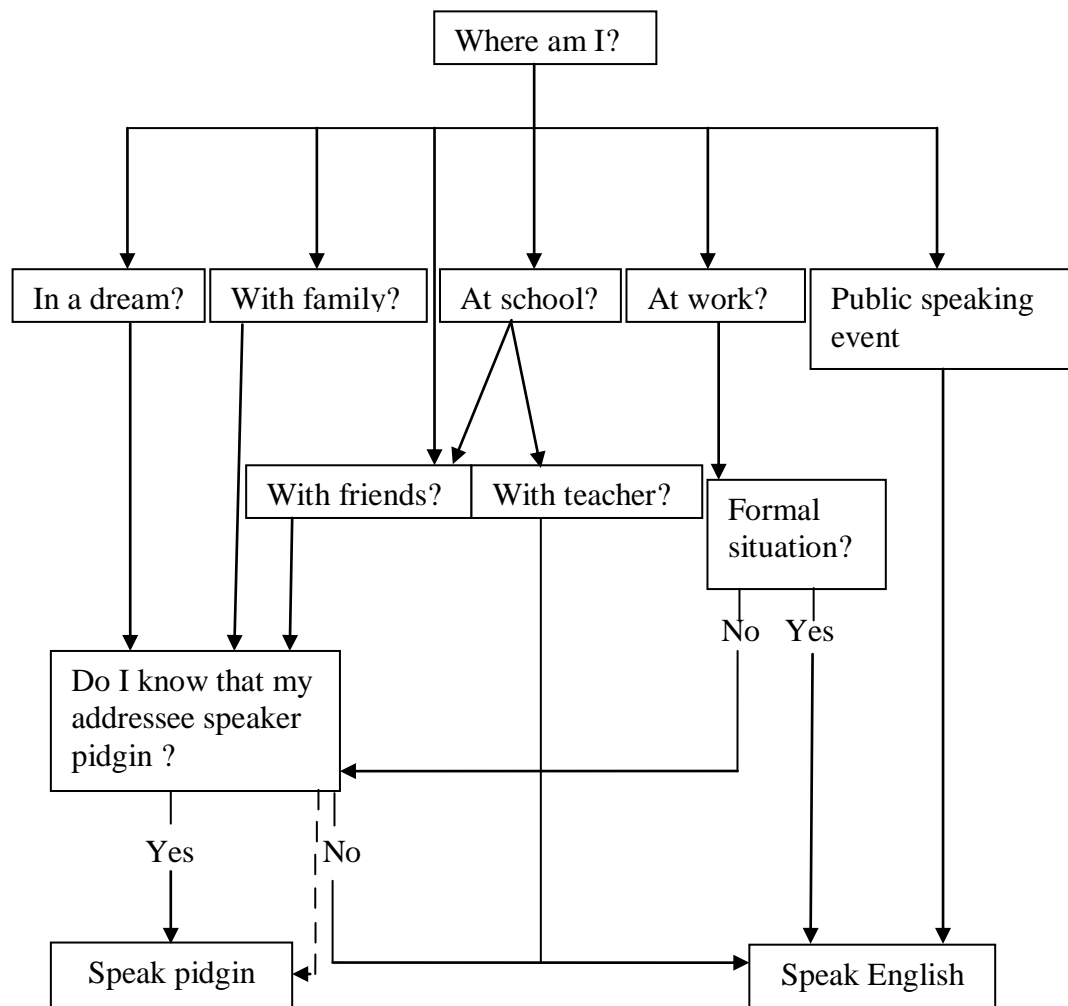 Where am I?
In a dream?
With family?
At school?
At work?
Public speaking
event
With friends?
With teacher?
Formal
situation?
No
Yes
Do I know that my
addressee speaker
pidgin ?
Yes
No
Speak pidgin
Speak English